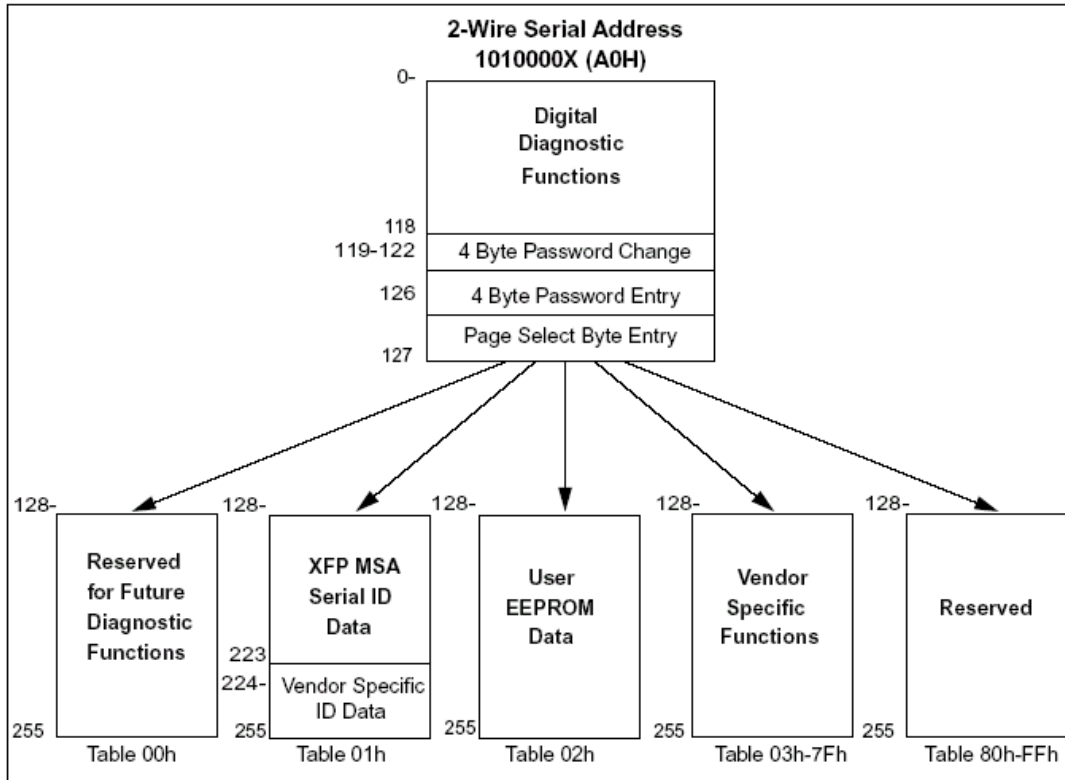 2-Wire Serial Address
1010000X (A0H)
0-
Digital
Diagnostic
Functions
118
119-122
4 Byte Password Change
126
4 Byte Password Entry
Page Select Byte Entry
127
128-
Reserved
for Future
Diagnostic
Functions
255
Table 00h
128-
XFP MSA
Serial ID
Data
223
224-
Vendor Specific
ID Data
255
Table 01h
128-
User
EEPROM
Data
255
Table 02h
128-
Vendor
Specific
Functions
255
Table 03h-7Fh
128-
Reserved
255
Table 80h-FFh